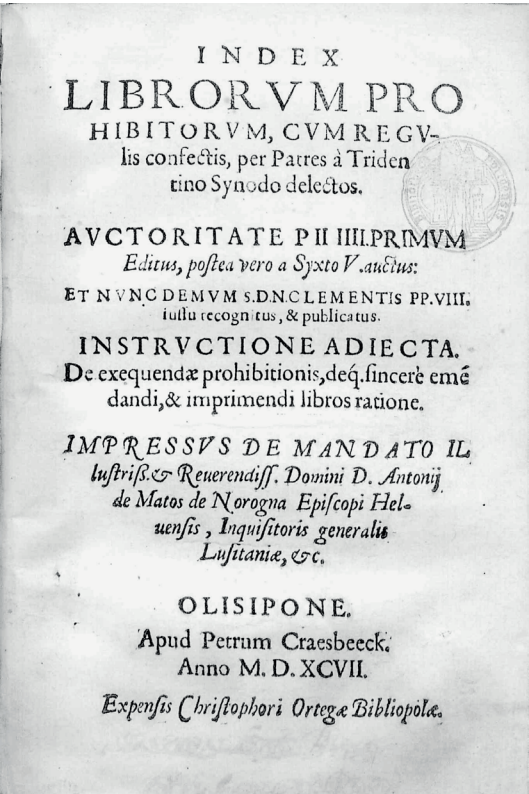 INDEX
LIBRORVM PRO
HIBITORVM, CVM REGV-
lis confectis, per Patres à Triden
tino Synodo delectos.
AVCTORITATE PII IIII.PRIMVM
Editus, postea vero a Syxto V.auctus:
ET NVNC DEMVM S.D.N.CLEMENTIS PP.VIII.
iussu recognitus, & publicatus.
INSTRVCTIONE ADIECTA.
De exequendæ prohibitionis, deq́. sincerè emẽ
dandi, & imprimendi libros ratione.
IMPRESSVS DE MANDATO IL
lustriss. & Reuerendiss. Domini D. Antonij
de Matos de Norogna Episcopi Hel-
uensis, Inquisitoris generalis
Lusitaniæ, &c.
OLISIPONE.
Apud Petrum Craesbeeck.
Anno M. D. XCVII.
Expensis Christophori Ortegæ Bibliopolæ.